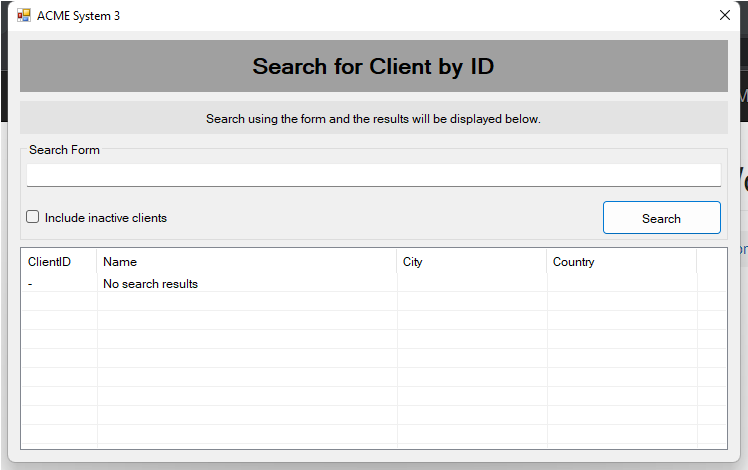 ACME System 3
Search for Client by ID
Search using the form and the results will be displayed below.
Search Form
Include inactive clients
Search
ClientID Name City Country
- No search results